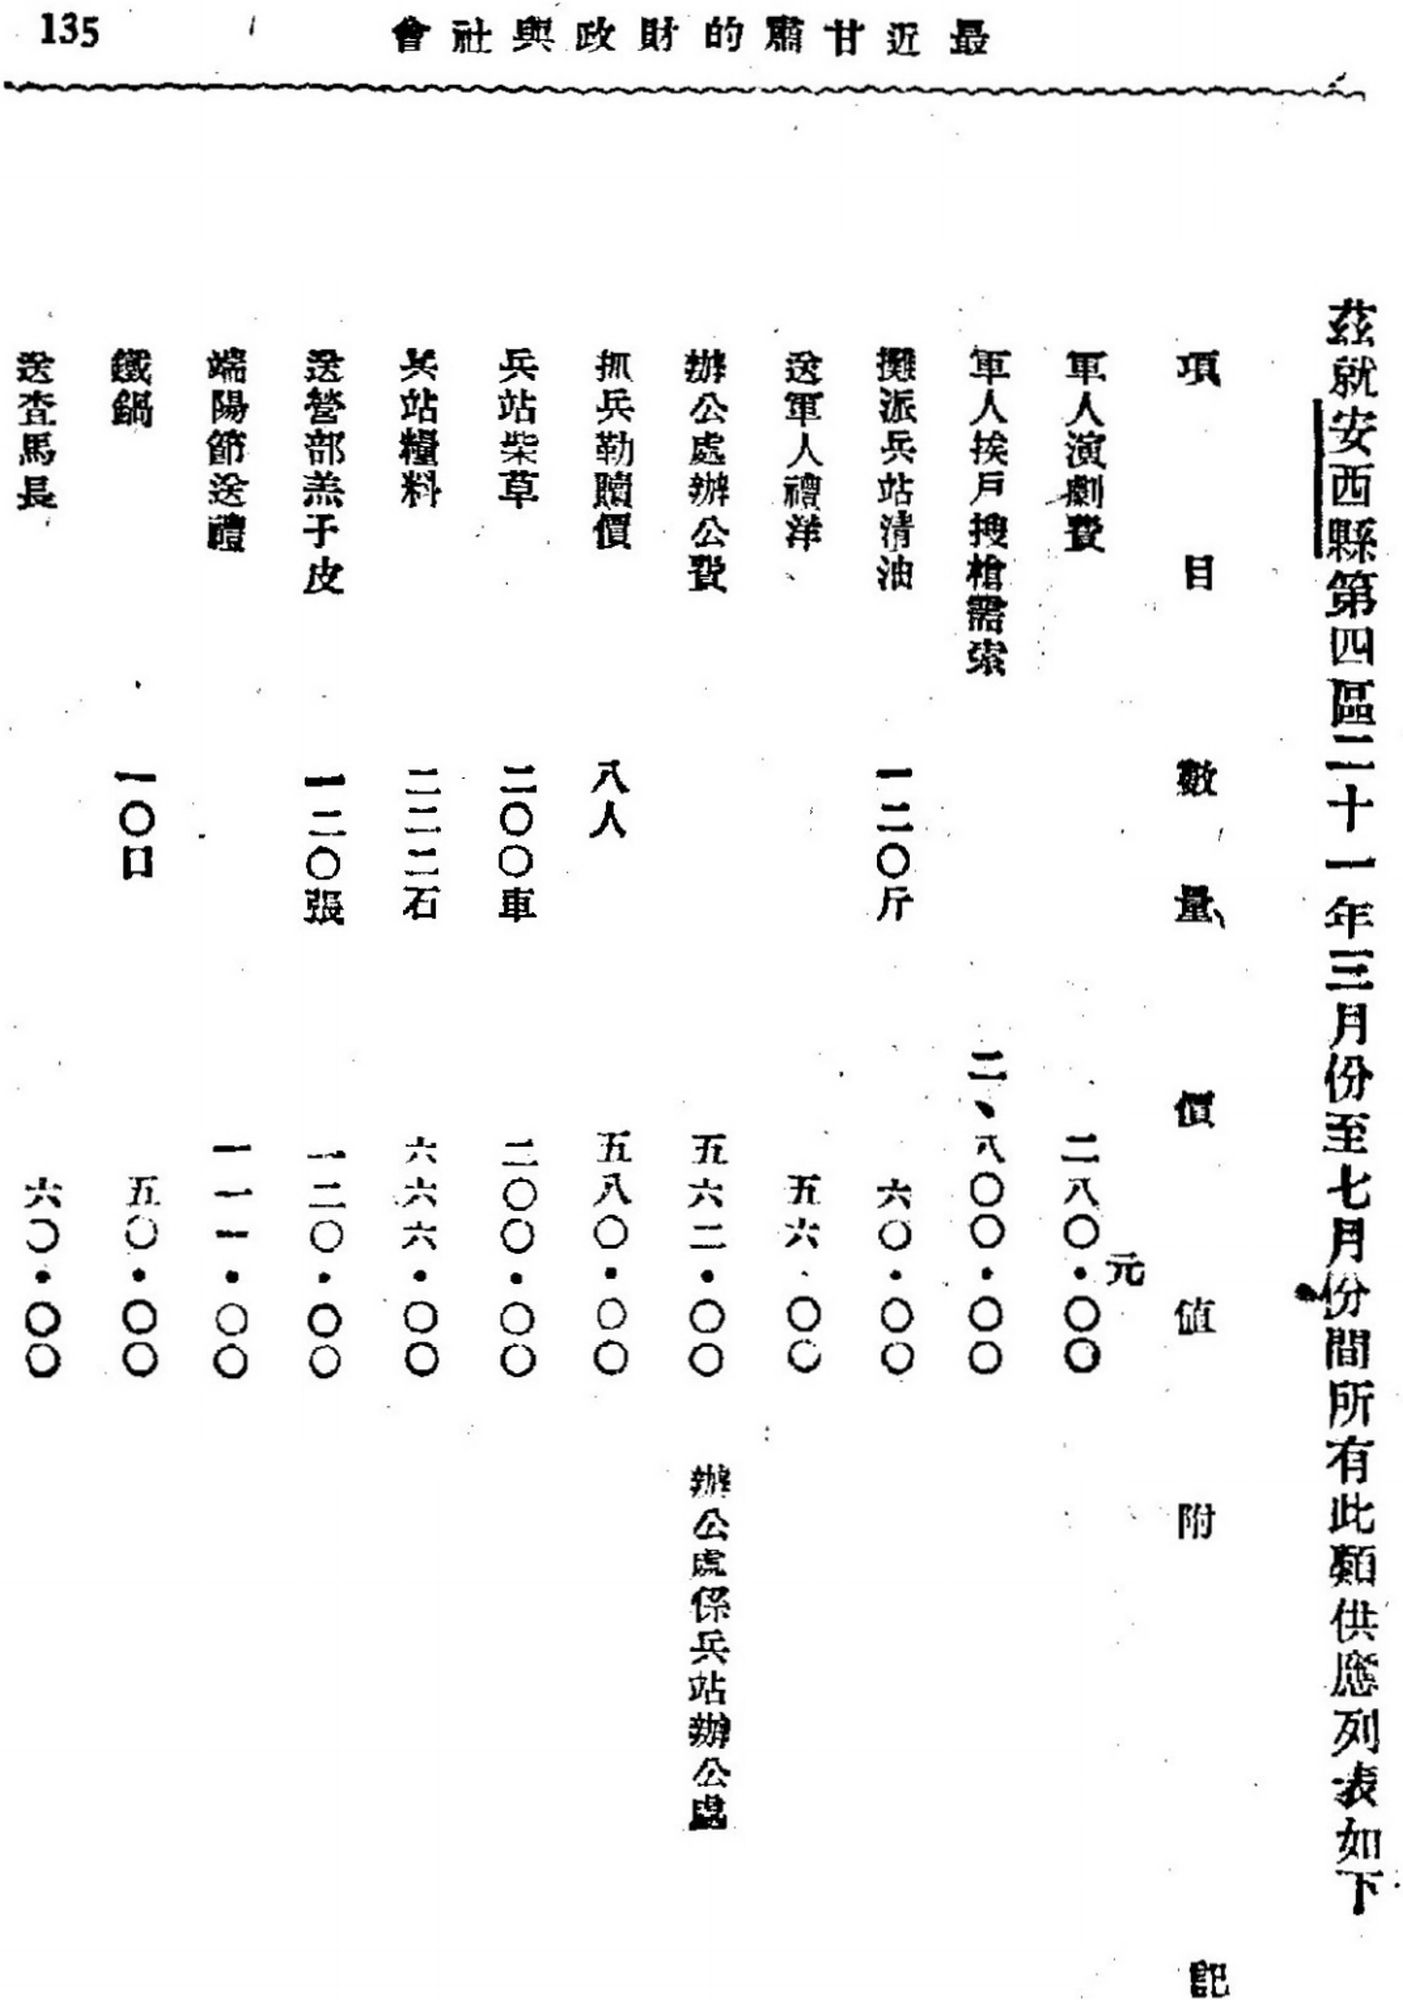 135
最近甘肅的財政與社會
茲就安西縣第四區二十一年三月份至七月份間所有此類供應列表如下
項目 數量 價值 附記
元
軍人演劇費 二八〇・〇〇
軍人挨戶搜槍需索 二、八〇〇・〇〇
攤派兵站清油 一二〇斤 六〇・〇〇
送軍人禮洋 五六・〇〇
辦公處辦公費 五六二・〇〇 辦公處係兵站辦公處
抓兵勒贖價 八人 五八〇・〇〇
兵站柴草 二〇〇車 二〇〇・〇〇
兵站糧料 二二二石 六六六・〇〇
送營部羔子皮 一二〇張 一二〇・〇〇
端陽節送禮 一一一・〇〇
鐵鍋 一〇口 五〇・〇〇
送查馬長 六〇・〇〇